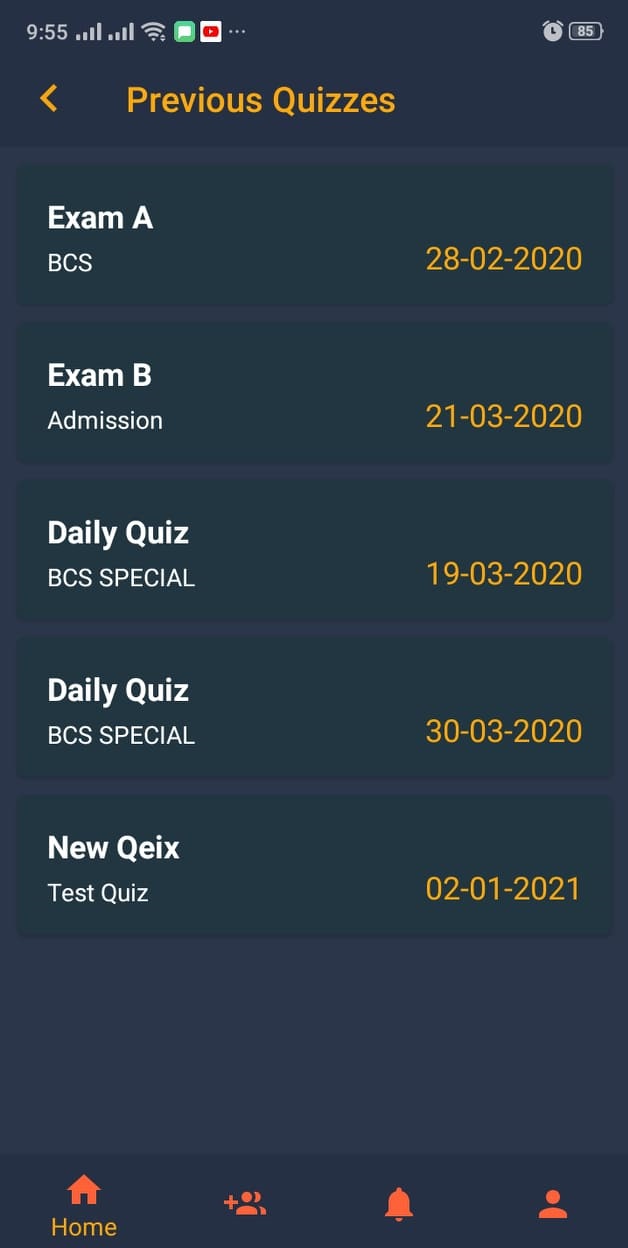 9:55
85
Previous Quizzes
Exam A
BCS
28-02-2020
Exam B
Admission
21-03-2020
Daily Quiz
BCS SPECIAL
19-03-2020
Daily Quiz
BCS SPECIAL
30-03-2020
New Qeix
Test Quiz
02-01-2021
Home